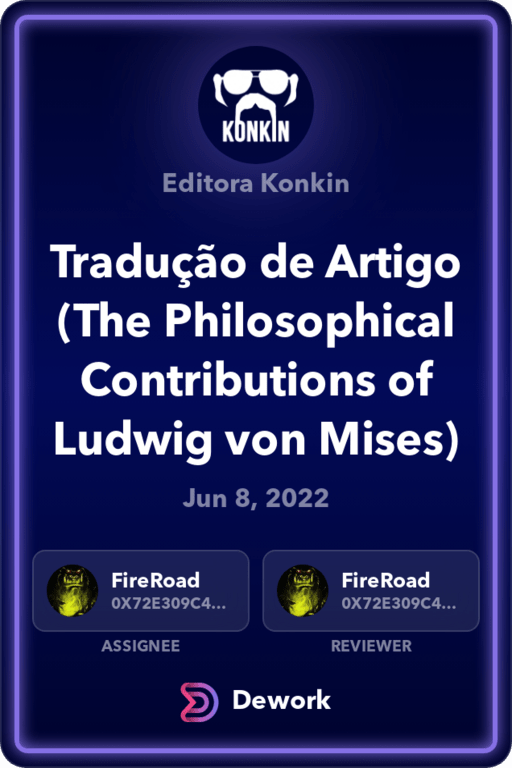 KONKIN
Editora Konkin
Tradução de Artigo
(The Philosophical
Contributions of
Ludwig von Mises)
Jun 8, 2022
FireRoad
0X72E309C4...
FireRoad
0X72E309C4...
ASSIGNEE
REVIEWER
Dework